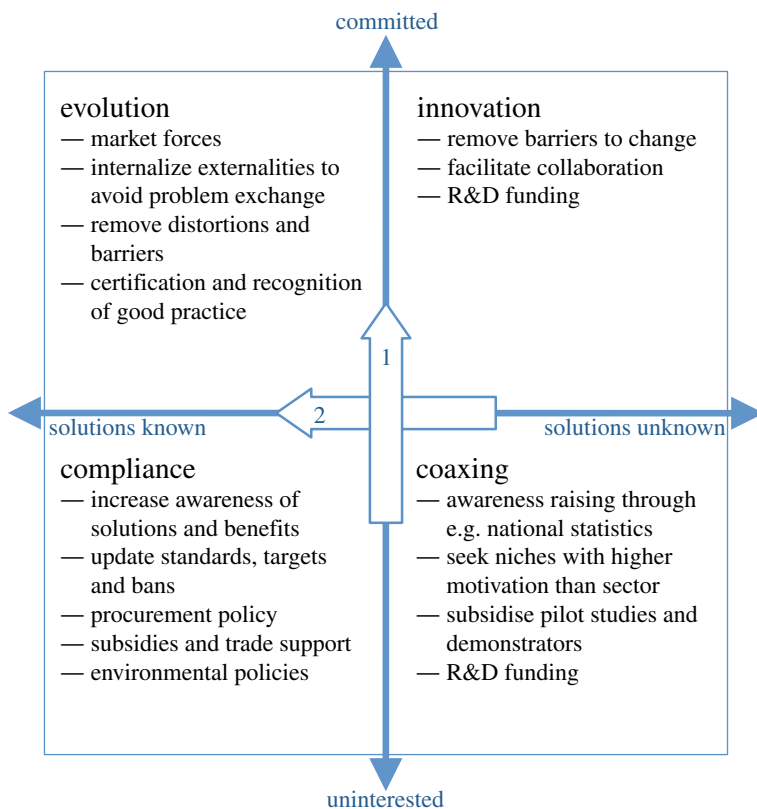 committed
evolution
— market forces
— internalize externalities to
avoid problem exchange
— remove distortions and
barriers
— certification and recognition
of good practice
innovation
— remove barriers to change
— facilitate collaboration
— R&D funding
1
2
solutions known
solutions unknown
compliance
— increase awareness of
solutions and benefits
— update standards, targets
and bans
— procurement policy
— subsidies and trade support
— environmental policies
coaxing
— awareness raising through
e.g. national statistics
— seek niches with higher
motivation than sector
— subsidise pilot studies and
demonstrators
— R&D funding
uninterested